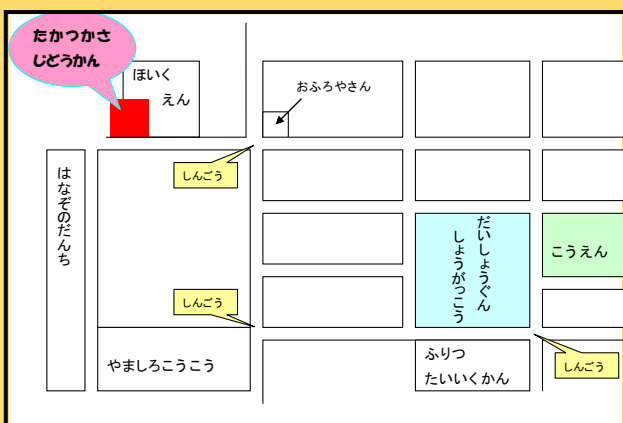 たかつかさ
じどうかん
ほいく
えん
おふろやさん
しんごう
はなぞのだんち
だいしょうぐん
しょうがっこう
こうえん
しんごう
やましろこうこう
ふりつ
たいいくかん
しんごう